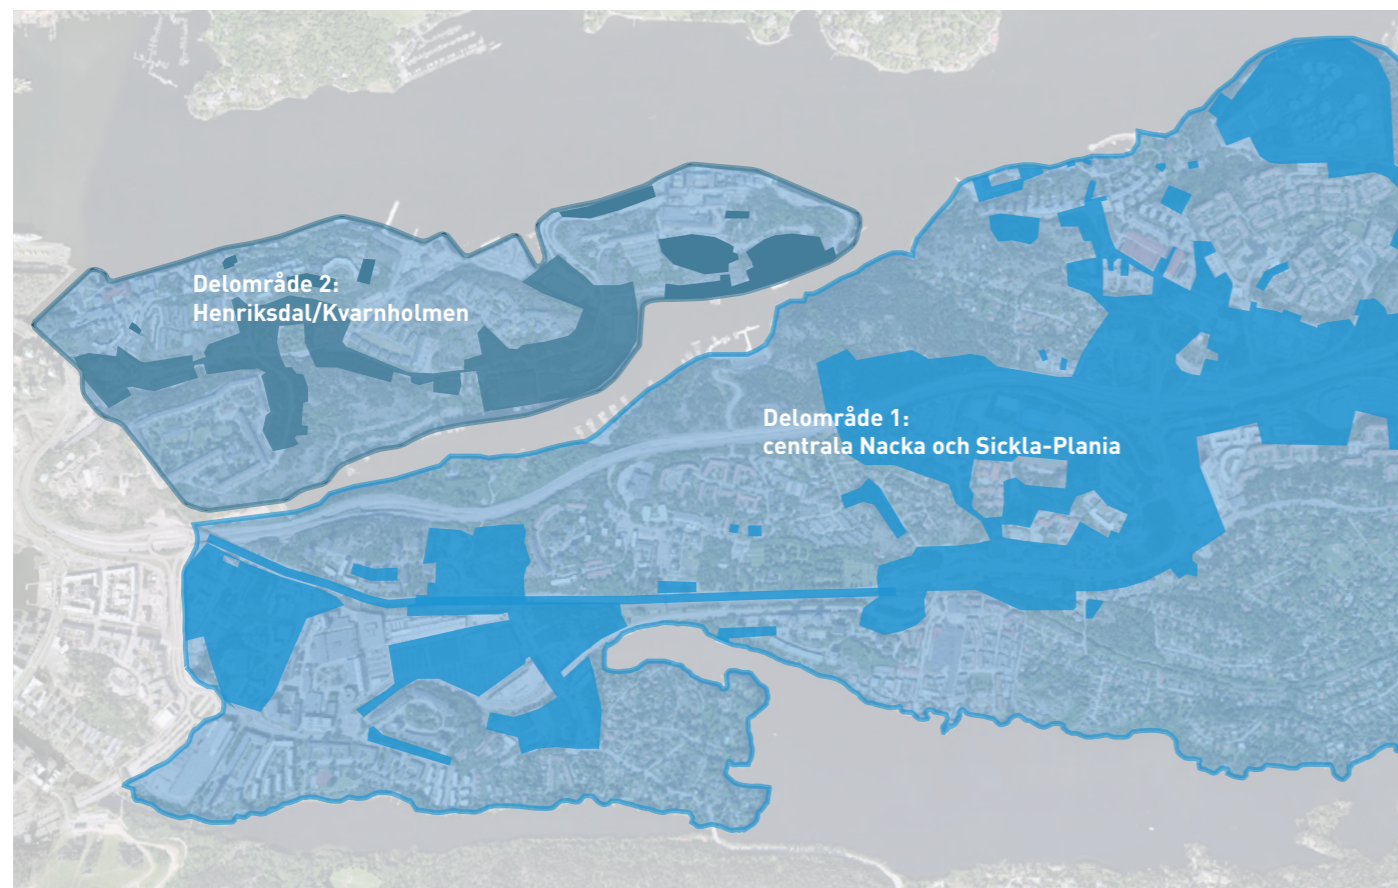 Delområde 2:
Henriksdal/Kvarnholmen
Delområde 1:
centrala Nacka och Sickla-Plania